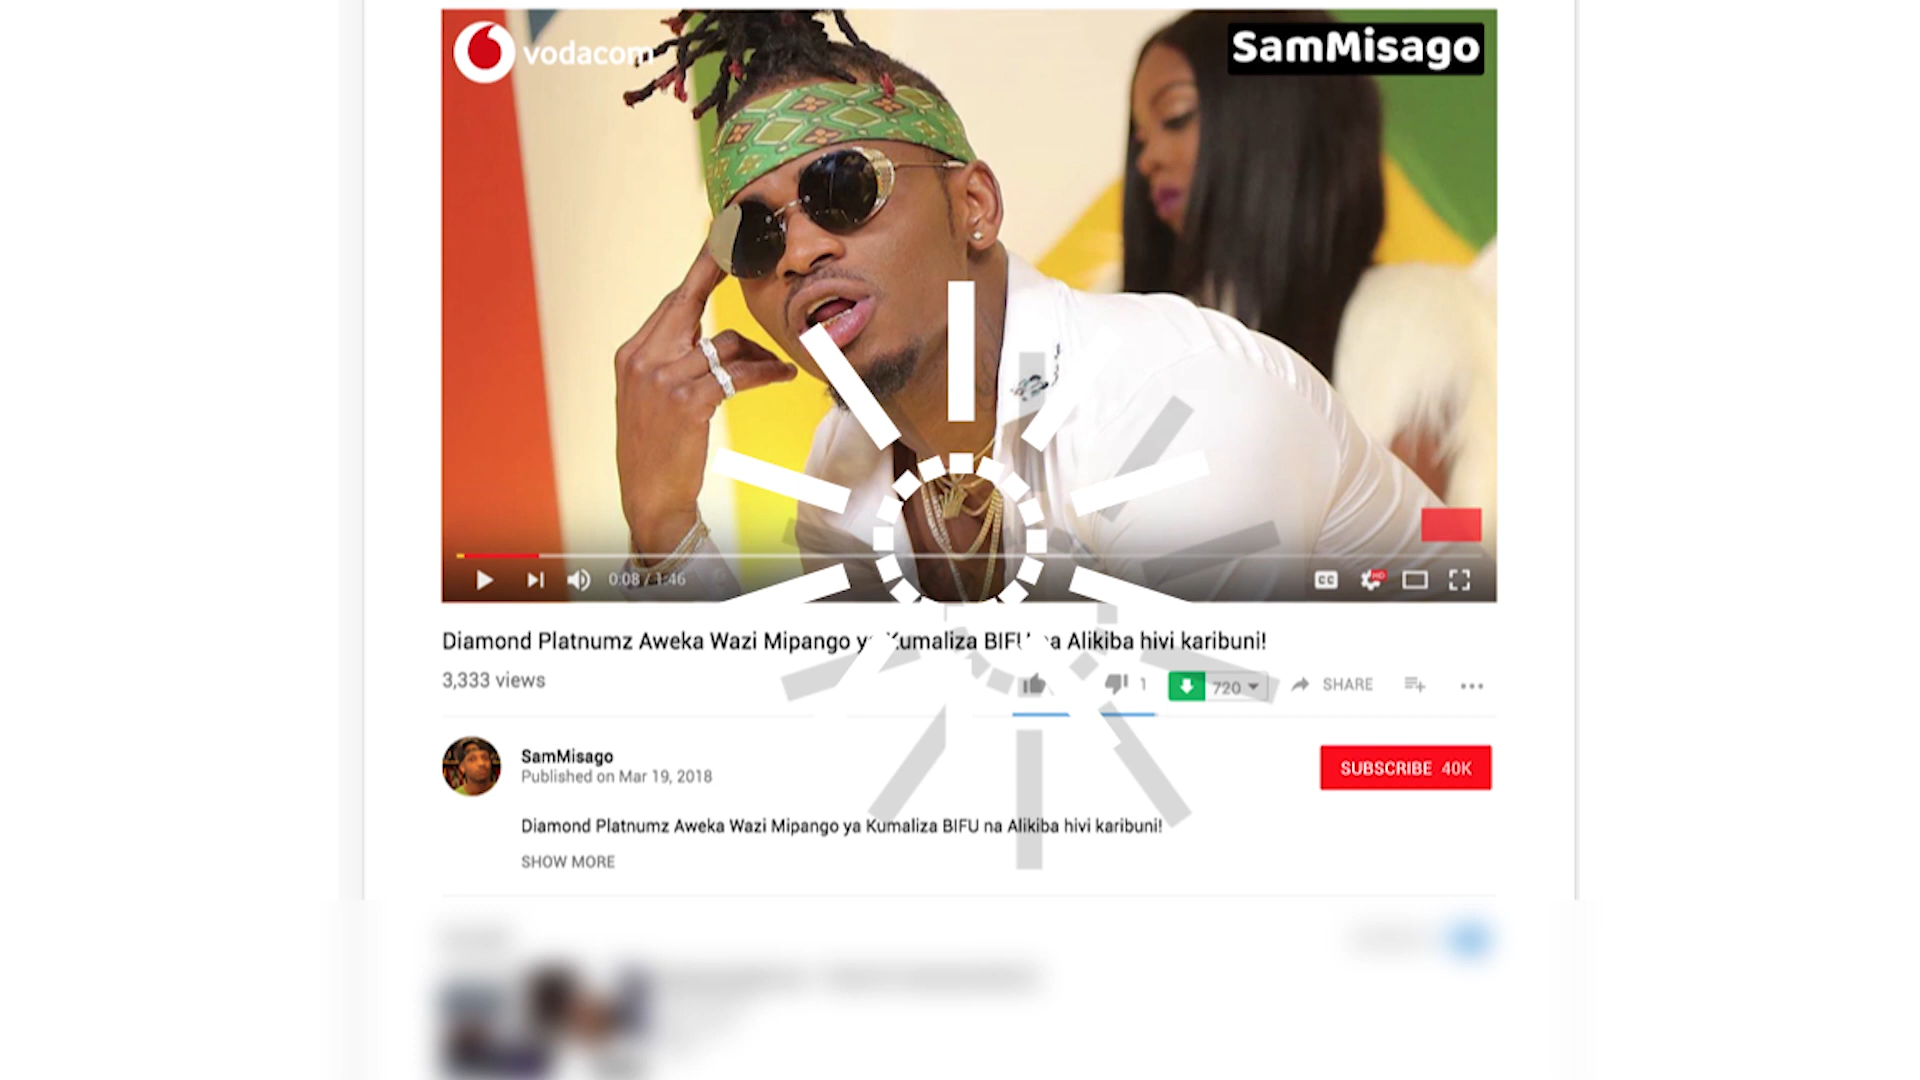 vodacom
SamMisago
0:08 / 1:46
CC
HD
Diamond Platnumz Aweka Wazi Mipango Kumaliza BIFU na Alikiba hivi karibuni!
3,333 views
1
720
SHARE
SamMisago
Published on Mar 19, 2018
SUBSCRIBE 40K
Diamond Platnumz Aweka Wazi Mipango ya Kumaliza BIFU na Alikiba hivi karibuni!
SHOW MORE